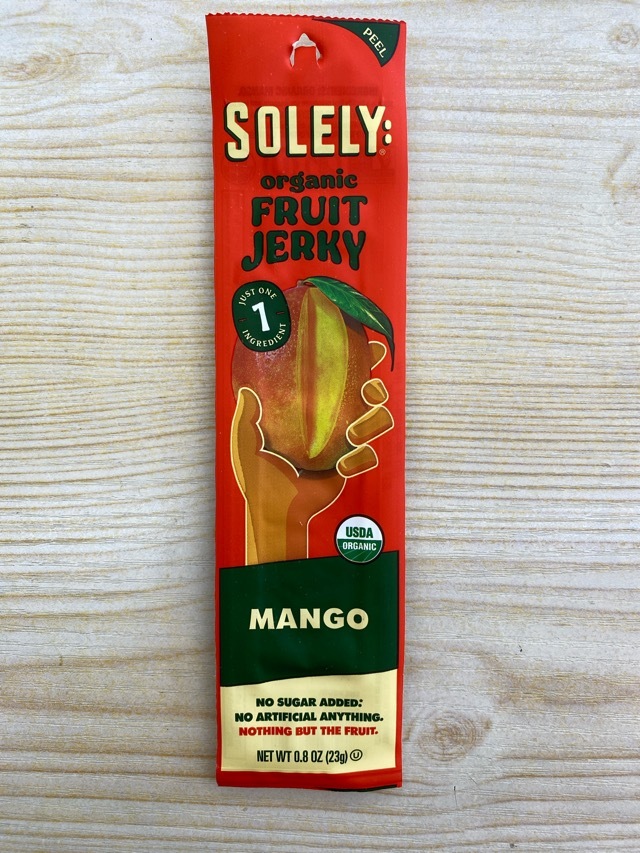 PEEL
SOLELY:®
organic
FRUIT
JERKY
JUST ONE
1
INGREDIENT
USDA
ORGANIC
MANGO
NO SUGAR ADDED:
NO ARTIFICIAL ANYTHING.
NOTHING BUT THE FRUIT.
NET WT 0.8 OZ (23g) Ⓤ